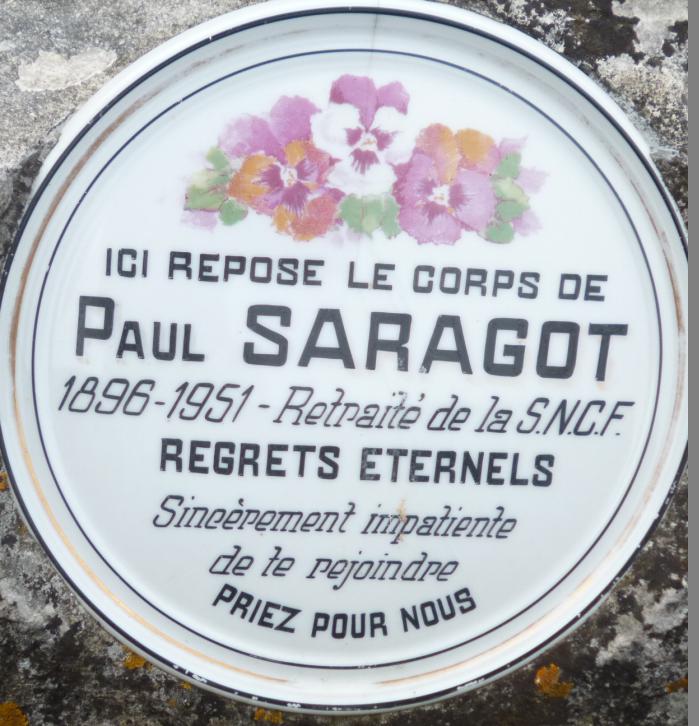 ICI REPOSE LE CORPS DE
PAUL SARAGOT
1896-1951 - Retraité de la S.N.C.F.
REGRETS ETERNELS
Sincèrement impatiente
de te rejoindre
PRIEZ POUR NOUS